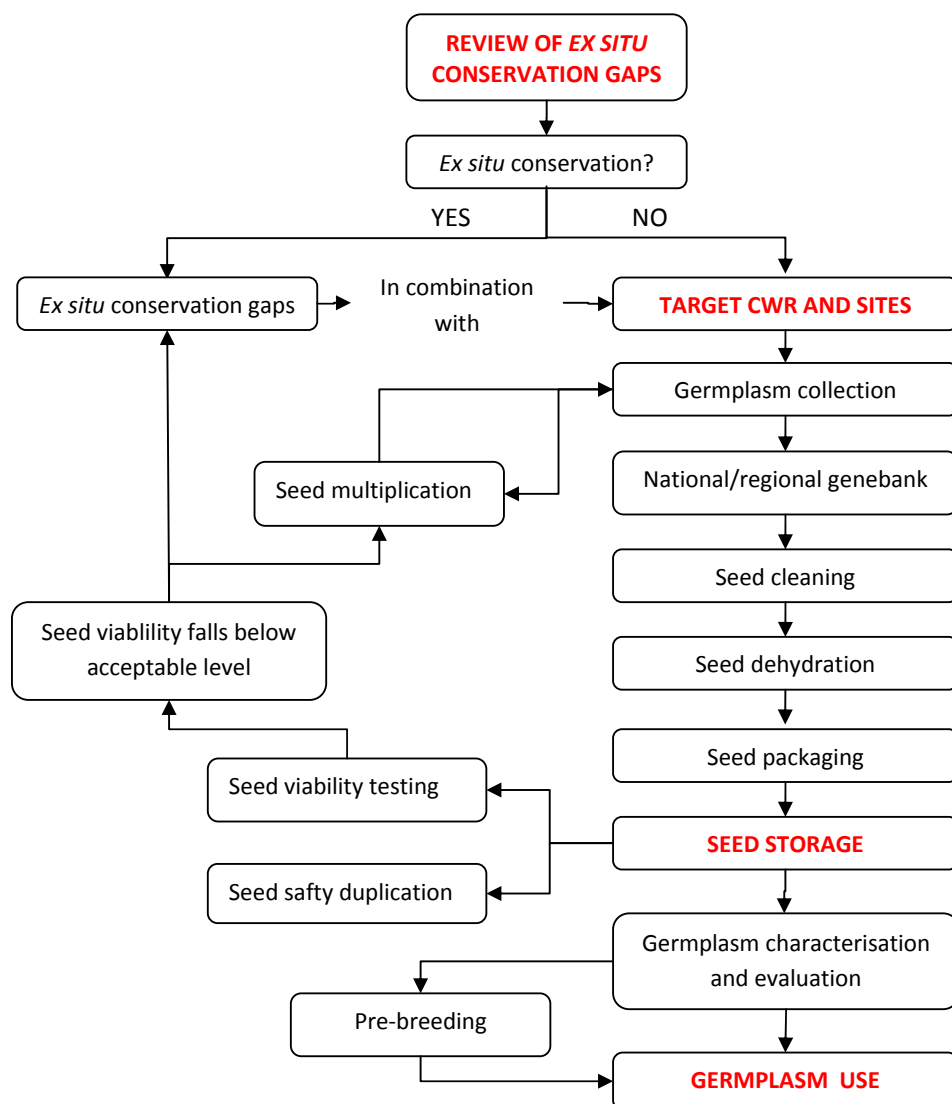 REVIEW OF EX SITU
CONSERVATION GAPS
Ex situ conservation?
YES
NO
Ex situ conservation gaps
In combination
with
TARGET CWR AND SITES
Germplasm collection
Seed multiplication
National/regional genebank
Seed cleaning
Seed viablility falls below
acceptable level
Seed dehydration
Seed packaging
Seed viability testing
SEED STORAGE
Seed safty duplication
Germplasm characterisation
and evaluation
Pre-breeding
GERMPLASM USE